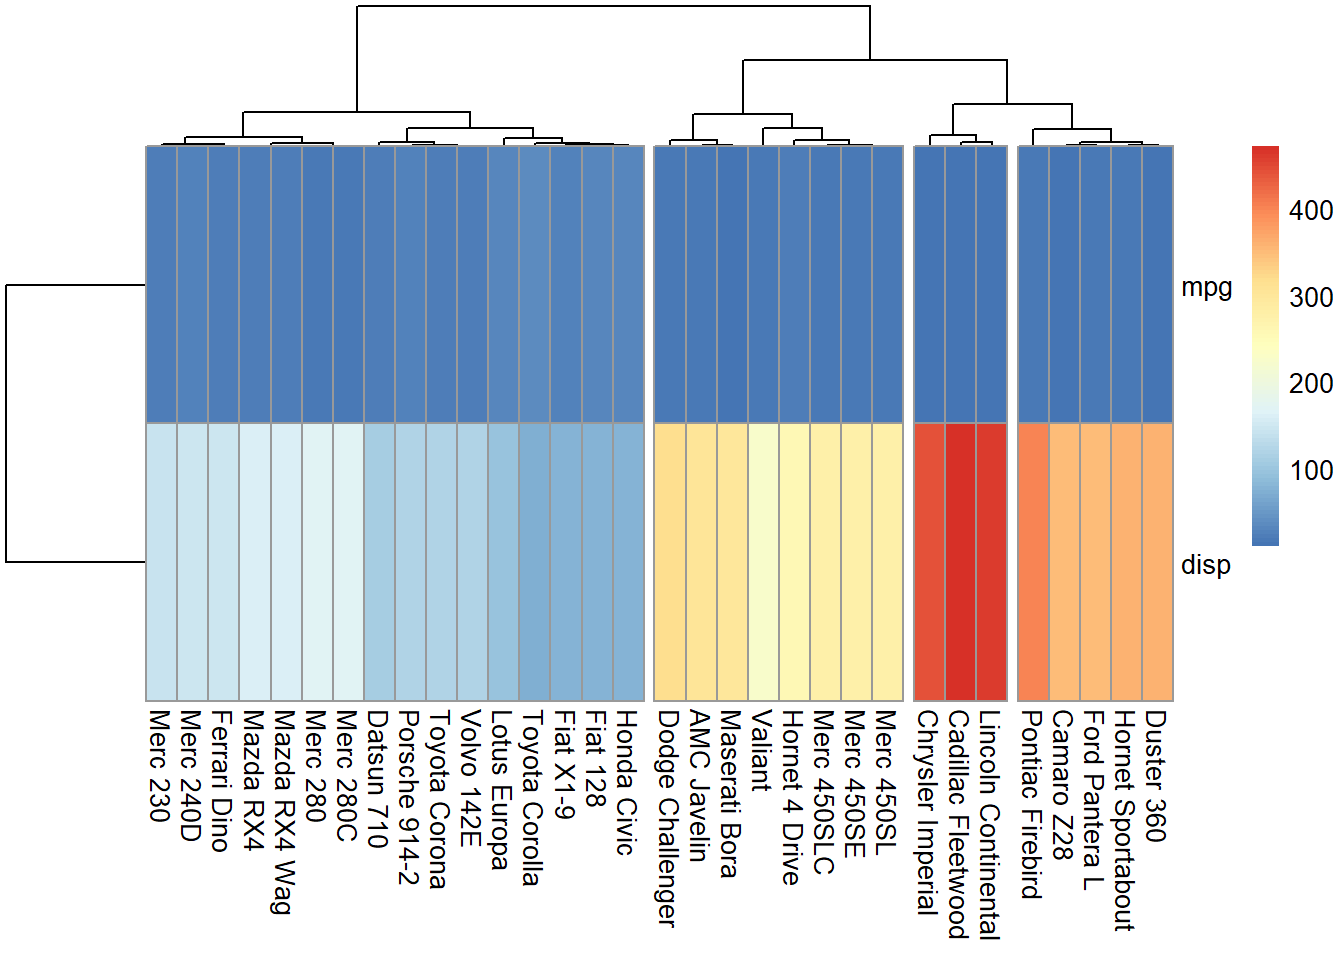 mpg
disp
400
300
200
100
Merc 230
Merc 240D
Ferrari Dino
Mazda RX4
Mazda RX4 Wag
Merc 280
Merc 280C
Datsun 710
Porsche 914-2
Toyota Corona
Volvo 142E
Lotus Europa
Toyota Corolla
Fiat X1-9
Fiat 128
Honda Civic
Dodge Challenger
AMC Javelin
Maserati Bora
Valiant
Hornet 4 Drive
Merc 450SLC
Merc 450SE
Merc 450SL
Chrysler Imperial
Cadillac Fleetwood
Lincoln Continental
Pontiac Firebird
Camaro Z28
Ford Pantera L
Hornet Sportabout
Duster 360